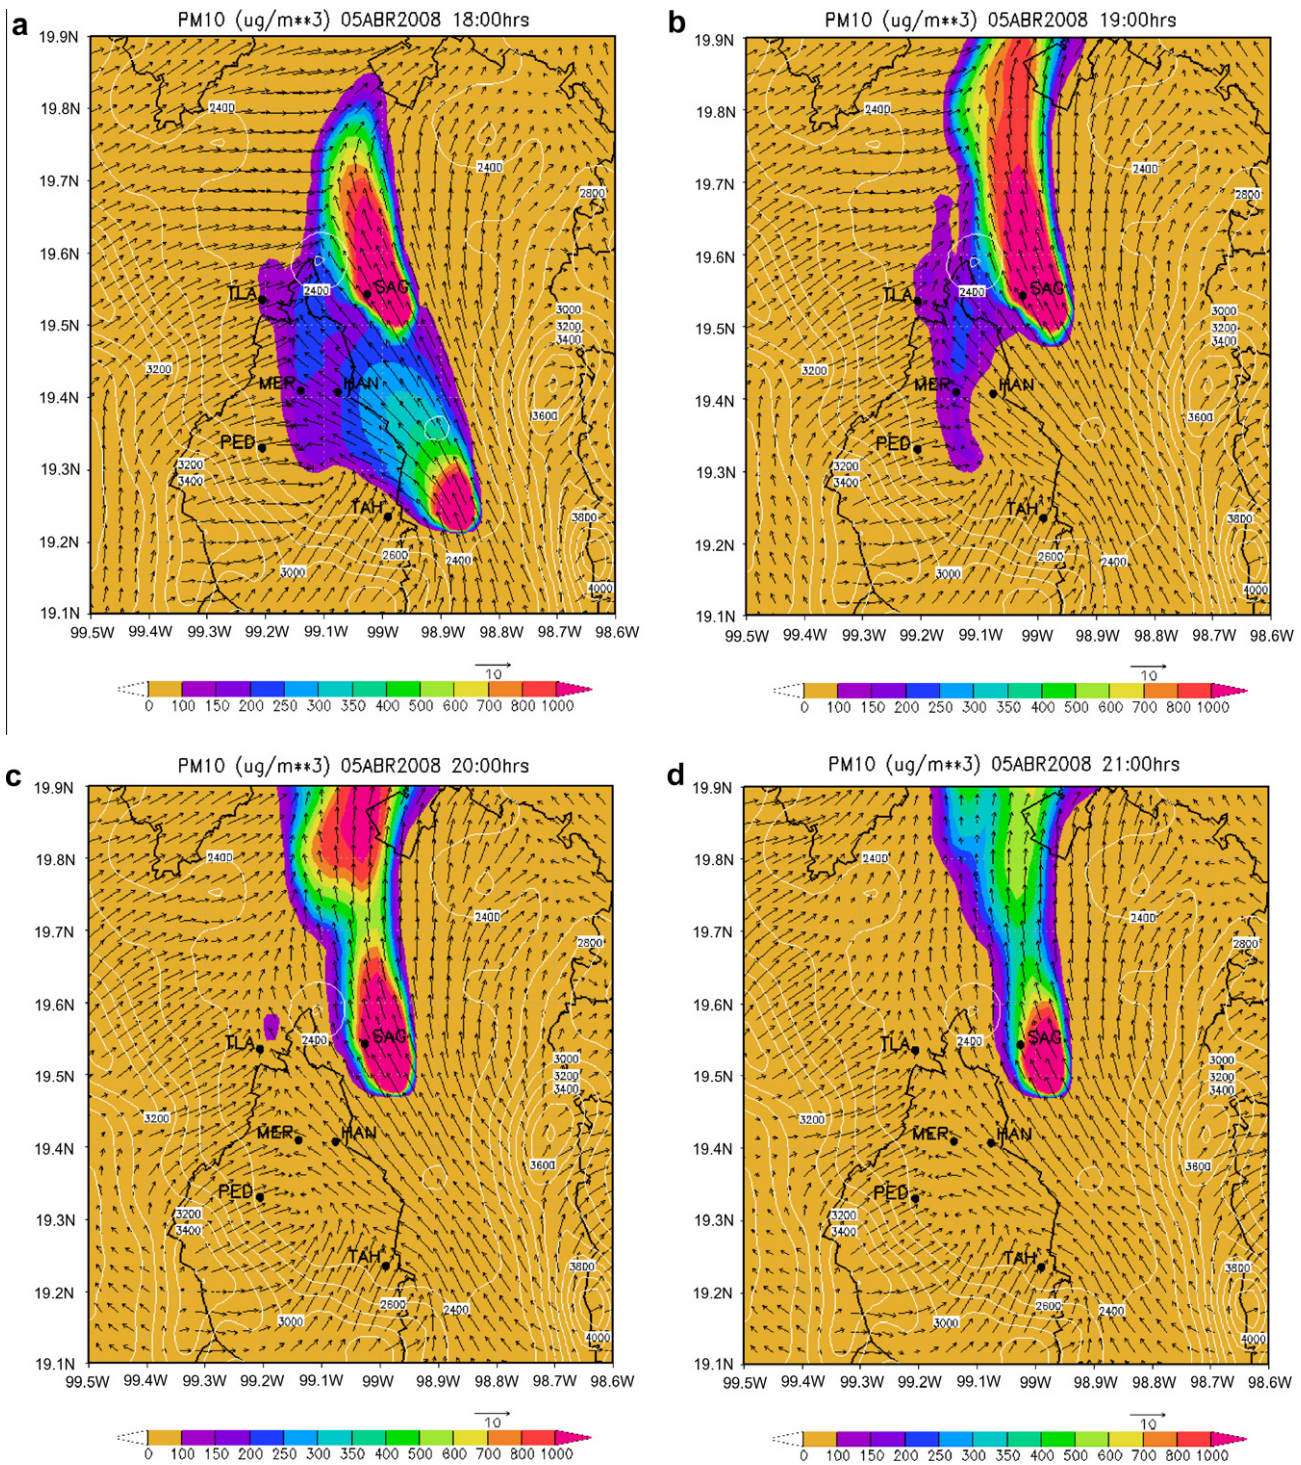 a
PM10 (ug/m**3) 05ABR2008 18:00hrs
19.9N
19.8N
19.7N
19.6N
19.5N
19.4N
19.3N
19.2N
19.1N
2400
2400
2800
2400
TLA
SAG
3000
3200
3400
3200
MER
HAN
3600
PED
3200
3400
TAH
3800
2600
2400
3000
4000
99.5W 99.4W 99.3W 99.2W 99.1W 99W 98.9W 98.8W 98.7W 98.6W
10
0 100 150 200 250 300 350 400 500 600 700 800 1000
b
PM10 (ug/m**3) 05ABR2008 19:00hrs
19.9N
19.8N
19.7N
19.6N
19.5N
19.4N
19.3N
19.2N
19.1N
2400
2400
2800
2400
TLA
SAG
3000
3200
3400
3200
MER
HAN
3600
PED
3200
3400
TAH
3800
2600
2400
3000
4000
99.5W 99.4W 99.3W 99.2W 99.1W 99W 98.9W 98.8W 98.7W 98.6W
10
0 100 150 200 250 300 350 400 500 600 700 800 1000
c
PM10 (ug/m**3) 05ABR2008 20:00hrs
19.9N
19.8N
19.7N
19.6N
19.5N
19.4N
19.3N
19.2N
19.1N
2400
2400
2800
2400
TLA
SAG
3000
3200
3400
3200
MER
HAN
3600
PED
3200
3400
TAH
3800
2600
2400
3000
4000
99.5W 99.4W 99.3W 99.2W 99.1W 99W 98.9W 98.8W 98.7W 98.6W
10
0 100 150 200 250 300 350 400 500 600 700 800 1000
d
PM10 (ug/m**3) 05ABR2008 21:00hrs
19.9N
19.8N
19.7N
19.6N
19.5N
19.4N
19.3N
19.2N
19.1N
2400
2400
2800
2400
TLA
SAG
3000
3200
3400
3200
MER
HAN
3600
PED
3200
3400
TAH
3800
2600
2400
3000
4000
99.5W 99.4W 99.3W 99.2W 99.1W 99W 98.9W 98.8W 98.7W 98.6W
10
0 100 150 200 250 300 350 400 500 600 700 800 1000